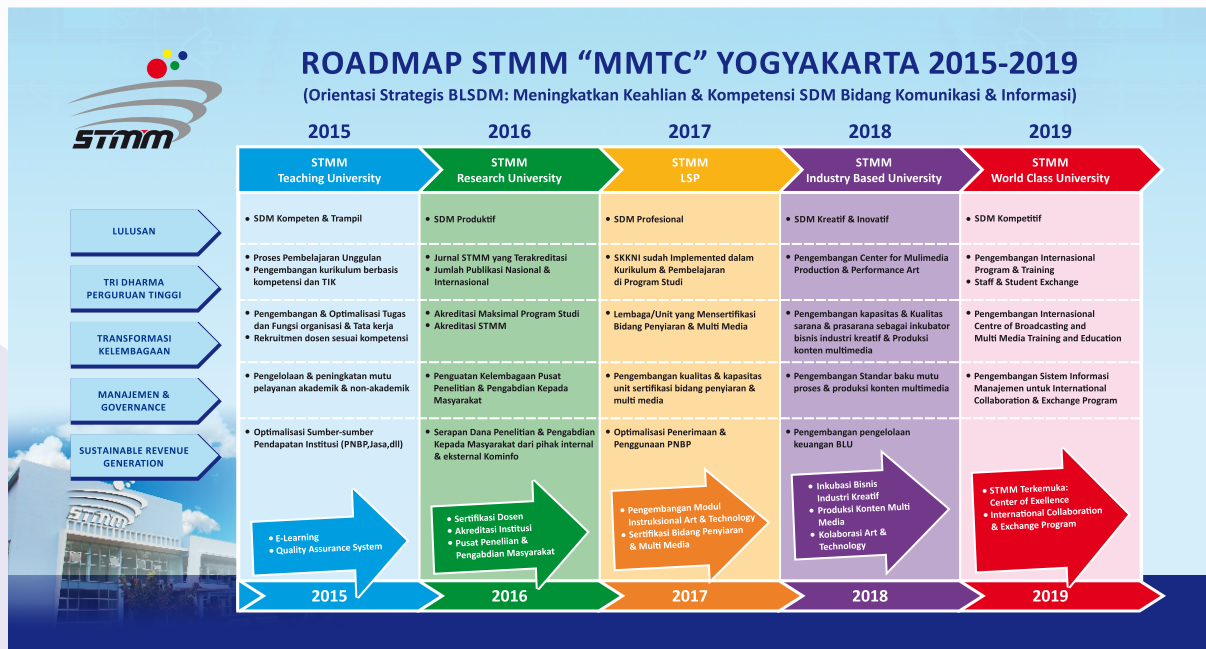 ROADMAP STMM “MMTC” YOGYAKARTA 2015-2019
(Orientasi Strategis BLSDM: Meningkatkan Keahlian & Kompetensi SDM Bidang Komunikasi & Informasi)
STMM
2015
2016
2017
2018
2019
STMM
Teaching University
STMM
Research University
STMM
LSP
STMM
Industry Based University
STMM
World Class University
LULUSAN
• SDM Kompeten & Trampil
• SDM Produktif
• SDM Profesional
• SDM Kreatif & Inovatif
• SDM Kompetitif
TRI DHARMA
PERGURUAN TINGGI
• Proses Pembelajaran Unggulan
• Pengembangan kurikulum berbasis
kompetensi dan TIK
• Jurnal STMM yang Terakreditasi
• Jumlah Publikasi Nasional &
Internasional
• SKKNI sudah Implemented dalam
Kurikulum & Pembelajaran
di Program Studi
• Pengembangan Center for Mulimedia
Production & Performance Art
• Pengembangan Internasional
Program & Training
• Staff & Student Exchange
TRANSFORMASI
KELEMBAGAAN
• Pengembangan & Optimalisasi Tugas
dan Fungsi organisasi & Tata kerja
• Rekruitmen dosen sesuai kompetensi
• Akreditasi Maksimal Program Studi
• Akreditasi STMM
• Lembaga/Unit yang Mensertifikasi
Bidang Penyiaran & Multi Media
• Pengembangan kapasitas & Kualitas
sarana & prasarana sebagai inkubator
bisnis industri kreatif & Produksi
konten multimedia
• Pengembangan Internasional
Centre of Broadcasting and
Multi Media Training and Education
MANAJEMEN &
GOVERNANCE
• Pengelolaan & peningkatan mutu
pelayanan akademik & non-akademik
• Penguatan Kelembagaan Pusat
Penelitian & Pengabdian Kepada
Masyarakat
• Pengembangan kualitas & kapasitas
unit sertifikasi bidang penyiaran &
multi media
• Pengembangan Standar baku mutu
proses & produksi konten multimedia
• Pengembangan Sistem Informasi
Manajemen untuk International
Collaboration & Exchange Program
SUSTAINABLE REVENUE
GENERATION
• Optimalisasi Sumber-sumber
Pendapatan Institusi (PNBP,Jasa,dll)
• Serapan Dana Penelitian & Pengabdian
Kepada Masyarakat dari pihak internal
& eksternal Kominfo
• Optimalisasi Penerimaan &
Penggunaan PNBP
• Pengembangan pengelolaan
keuangan BLU
• E-Learning
• Quality Assurance System
• Sertifikasi Dosen
• Akreditasi Institusi
• Pusat Peneliian &
Pengabdian Masyarakat
• Pengembangan Modul
Instruksional Art & Technology
• Sertifikasi Bidang Penyiaran
& Multi Media
• Inkubasi Bisnis
Industri Kreatif
• Produksi Konten Multi
Media
• Kolaborasi Art &
Technology
• STMM Terkemuka:
Center of Exellence
• International Collaboration
& Exchange Program
STMM
2015
2016
2017
2018
2019